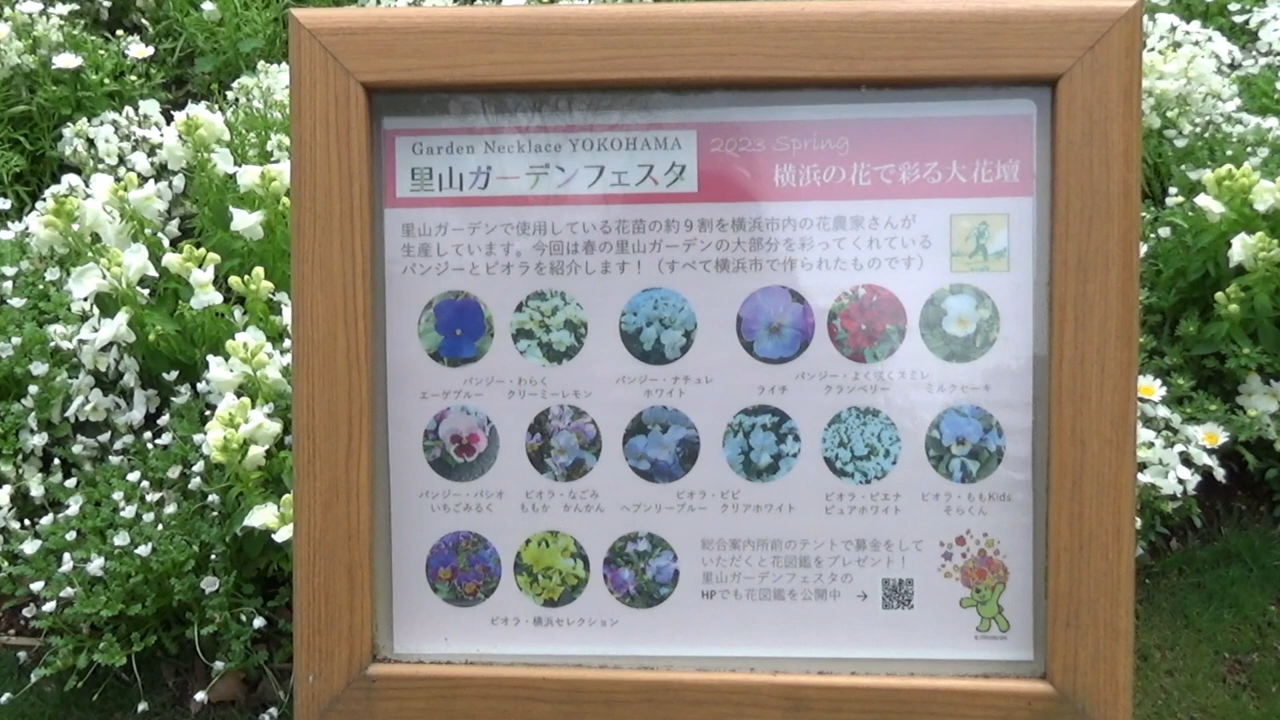 Garden Necklace YOKOHAMA
里山ガーデンフェスタ
2023 Spring
横浜の花で彩る大花壇
里山ガーデンで使用している花苗の約9割を横浜市内の花農家さんが
生産しています。今回は春の里山ガーデンの大部分を彩ってくれている
パンジーとビオラを紹介します！（すべて横浜市で作られたものです）
パンジー・わらく
エーゲブルー クリーミーレモン
パンジー・ナチュレ
ホワイト
パンジー・よく咲くスミレ
ライチ クランベリー ミルクセーキ
パンジー・パシオ
いちごみるく
ビオラ・なごみ
ももか かんかん
ビオラ・ビビ
ヘブンリーブルー クリアホワイト
ビオラ・ピエナ
ピュアホワイト
ビオラ・ももKids
そらくん
ビオラ・横浜セレクション
総合案内所前のテントで募金をして
いただくと花図鑑をプレゼント！
里山ガーデンフェスタの
HPでも花図鑑を公開中 →